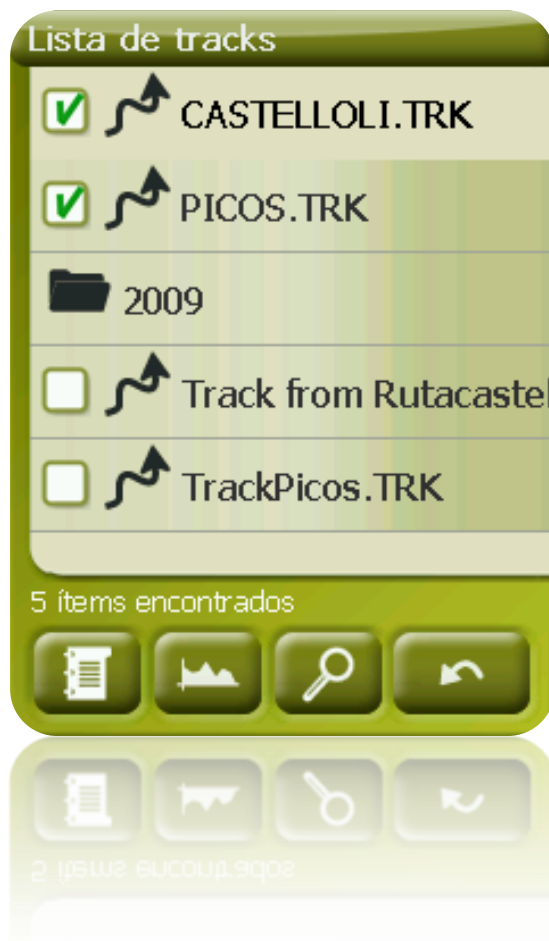 Lista de tracks
CASTELLOLI.TRK
PICOS.TRK
2009
Track from Rutacastel
TrackPicos.TRK
5 ítems encontrados